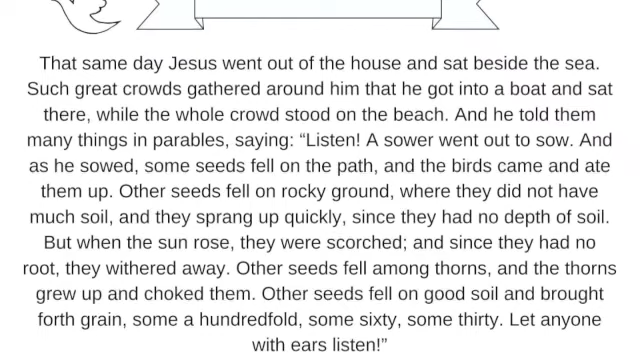 That same day Jesus went out of the house and sat beside the sea.
Such great crowds gathered around him that he got into a boat and sat
there, while the whole crowd stood on the beach. And he told them
many things in parables, saying: “Listen! A sower went out to sow. And
as he sowed, some seeds fell on the path, and the birds came and ate
them up. Other seeds fell on rocky ground, where they did not have
much soil, and they sprang up quickly, since they had no depth of soil.
But when the sun rose, they were scorched; and since they had no
root, they withered away. Other seeds fell among thorns, and the thorns
grew up and choked them. Other seeds fell on good soil and brought
forth grain, some a hundredfold, some sixty, some thirty. Let anyone
with ears listen!”